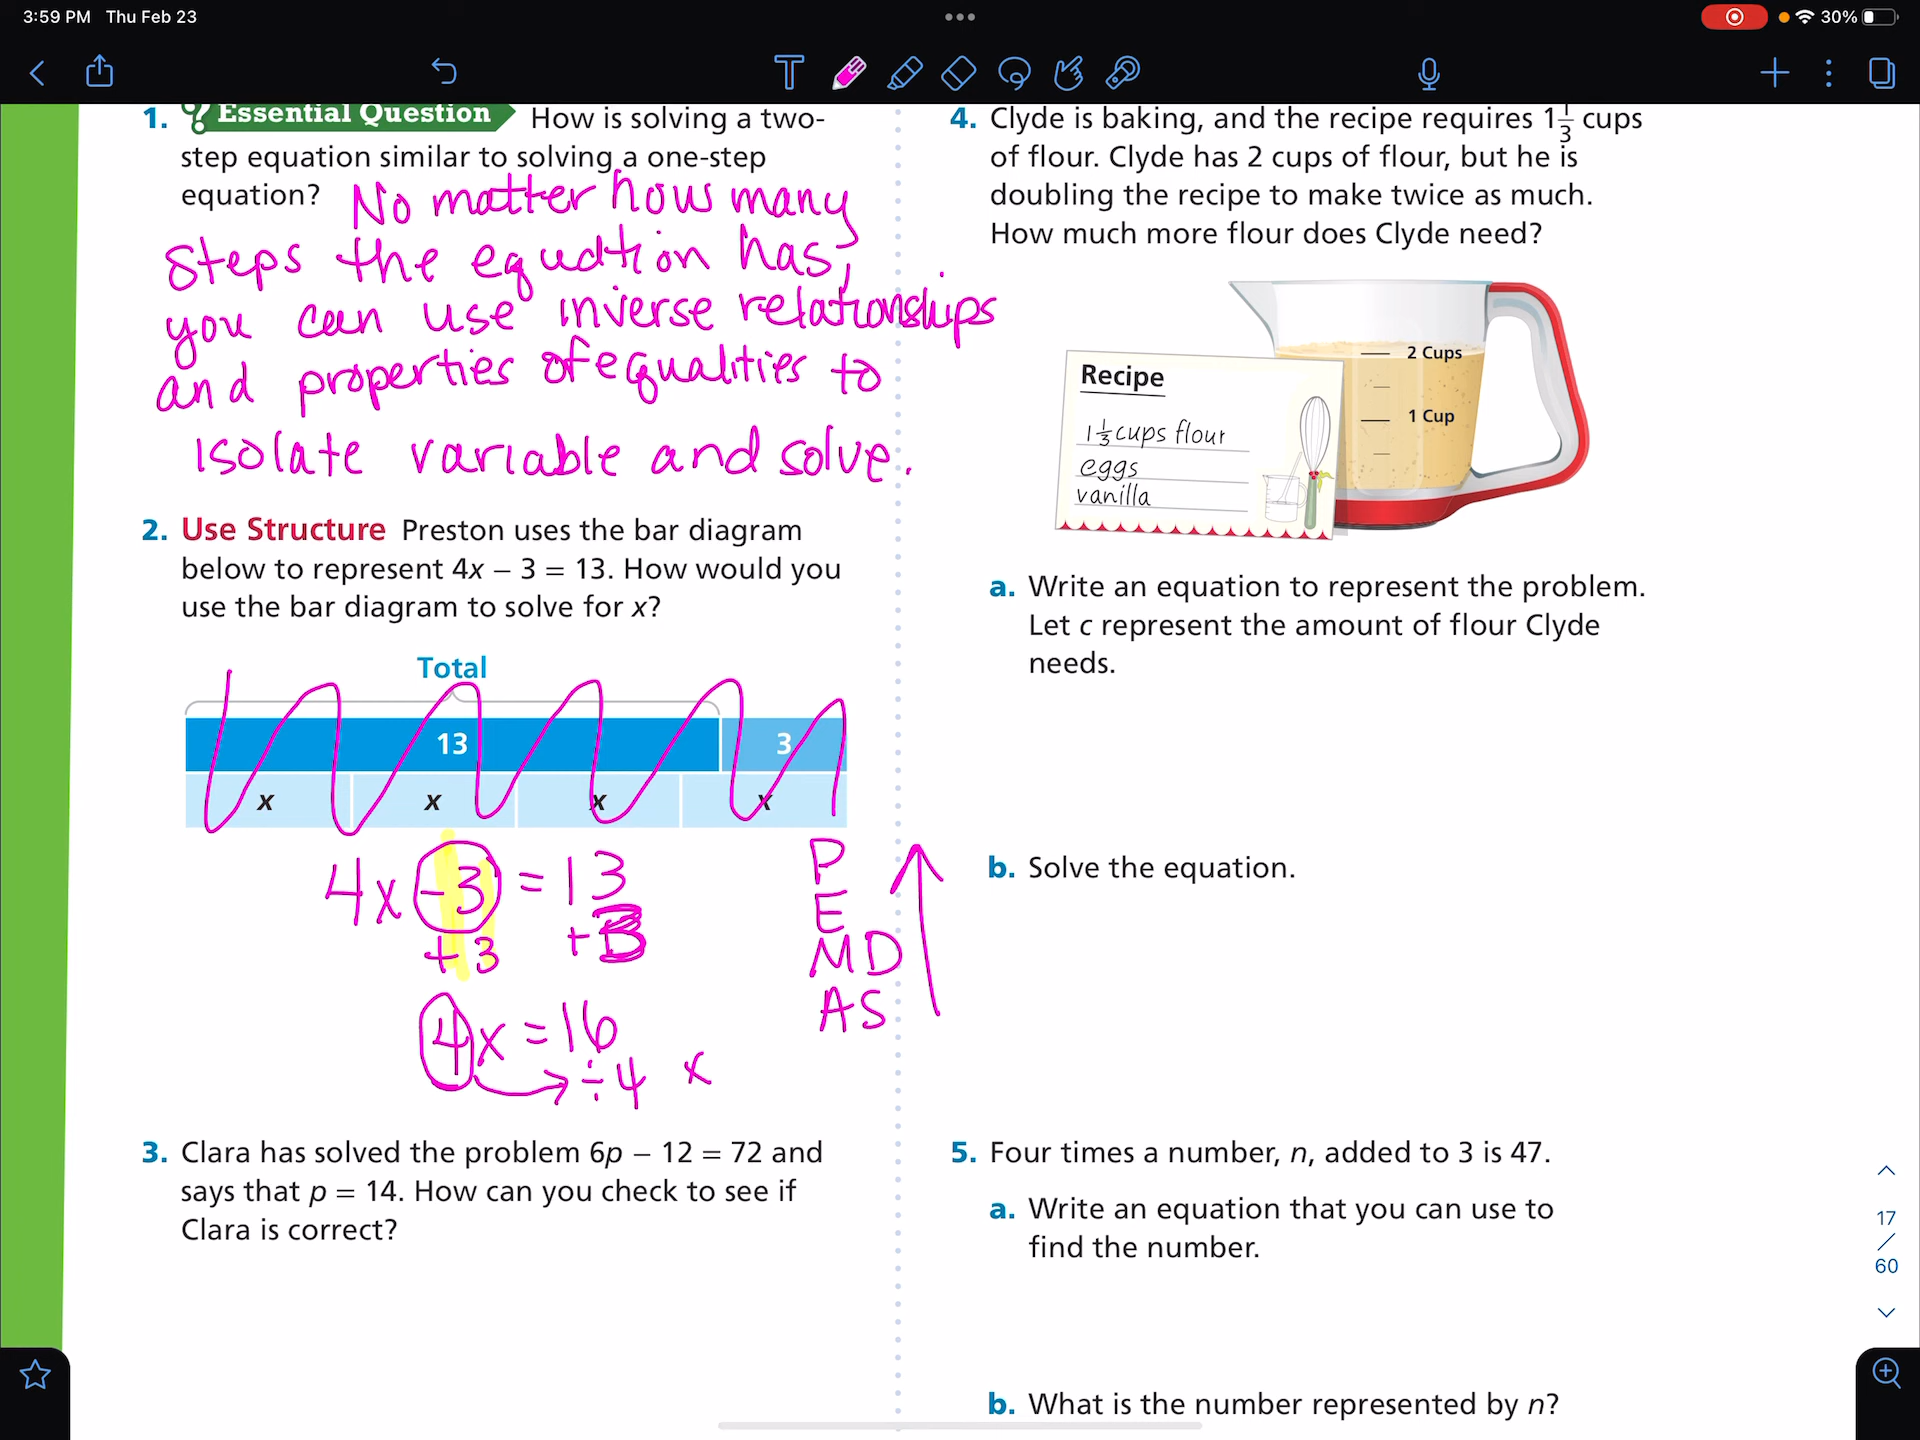 3:59 PM Thu Feb 23
30%
1. ? Essential Question How is solving a two-
step equation similar to solving a one-step
equation? No matter how many
steps the equation has,
you can use inverse relationships
and properties of equalities to
isolate variable and solve.
2. Use Structure Preston uses the bar diagram
below to represent 4x − 3 = 13. How would you
use the bar diagram to solve for x?
Total
13 3
x x x x
4x −3 = 13
+3 +3
4x = 16
÷4 x
P
E
MD
AS
3. Clara has solved the problem 6p − 12 = 72 and
says that p = 14. How can you check to see if
Clara is correct?
4. Clyde is baking, and the recipe requires 1 1/3 cups
of flour. Clyde has 2 cups of flour, but he is
doubling the recipe to make twice as much.
How much more flour does Clyde need?
2 Cups
1 Cup
Recipe
1 1/3 cups flour
eggs
vanilla
a. Write an equation to represent the problem.
Let c represent the amount of flour Clyde
needs.
b. Solve the equation.
5. Four times a number, n, added to 3 is 47.
a. Write an equation that you can use to
find the number.
b. What is the number represented by n?
17
/
60